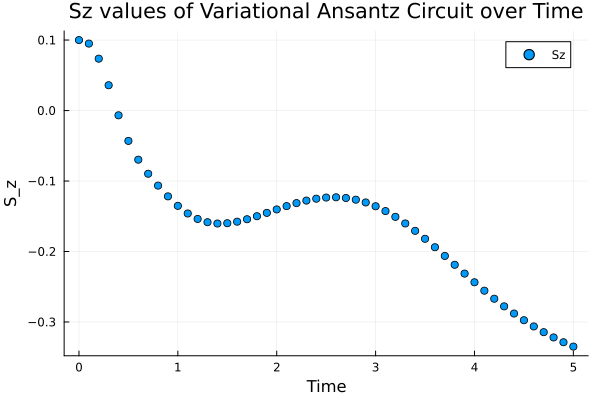 Sz values of Variational Ansantz Circuit over Time
0.1
Sz
0.0
−0.1
S_z
−0.2
−0.3
0 1 2 3 4 5
Time